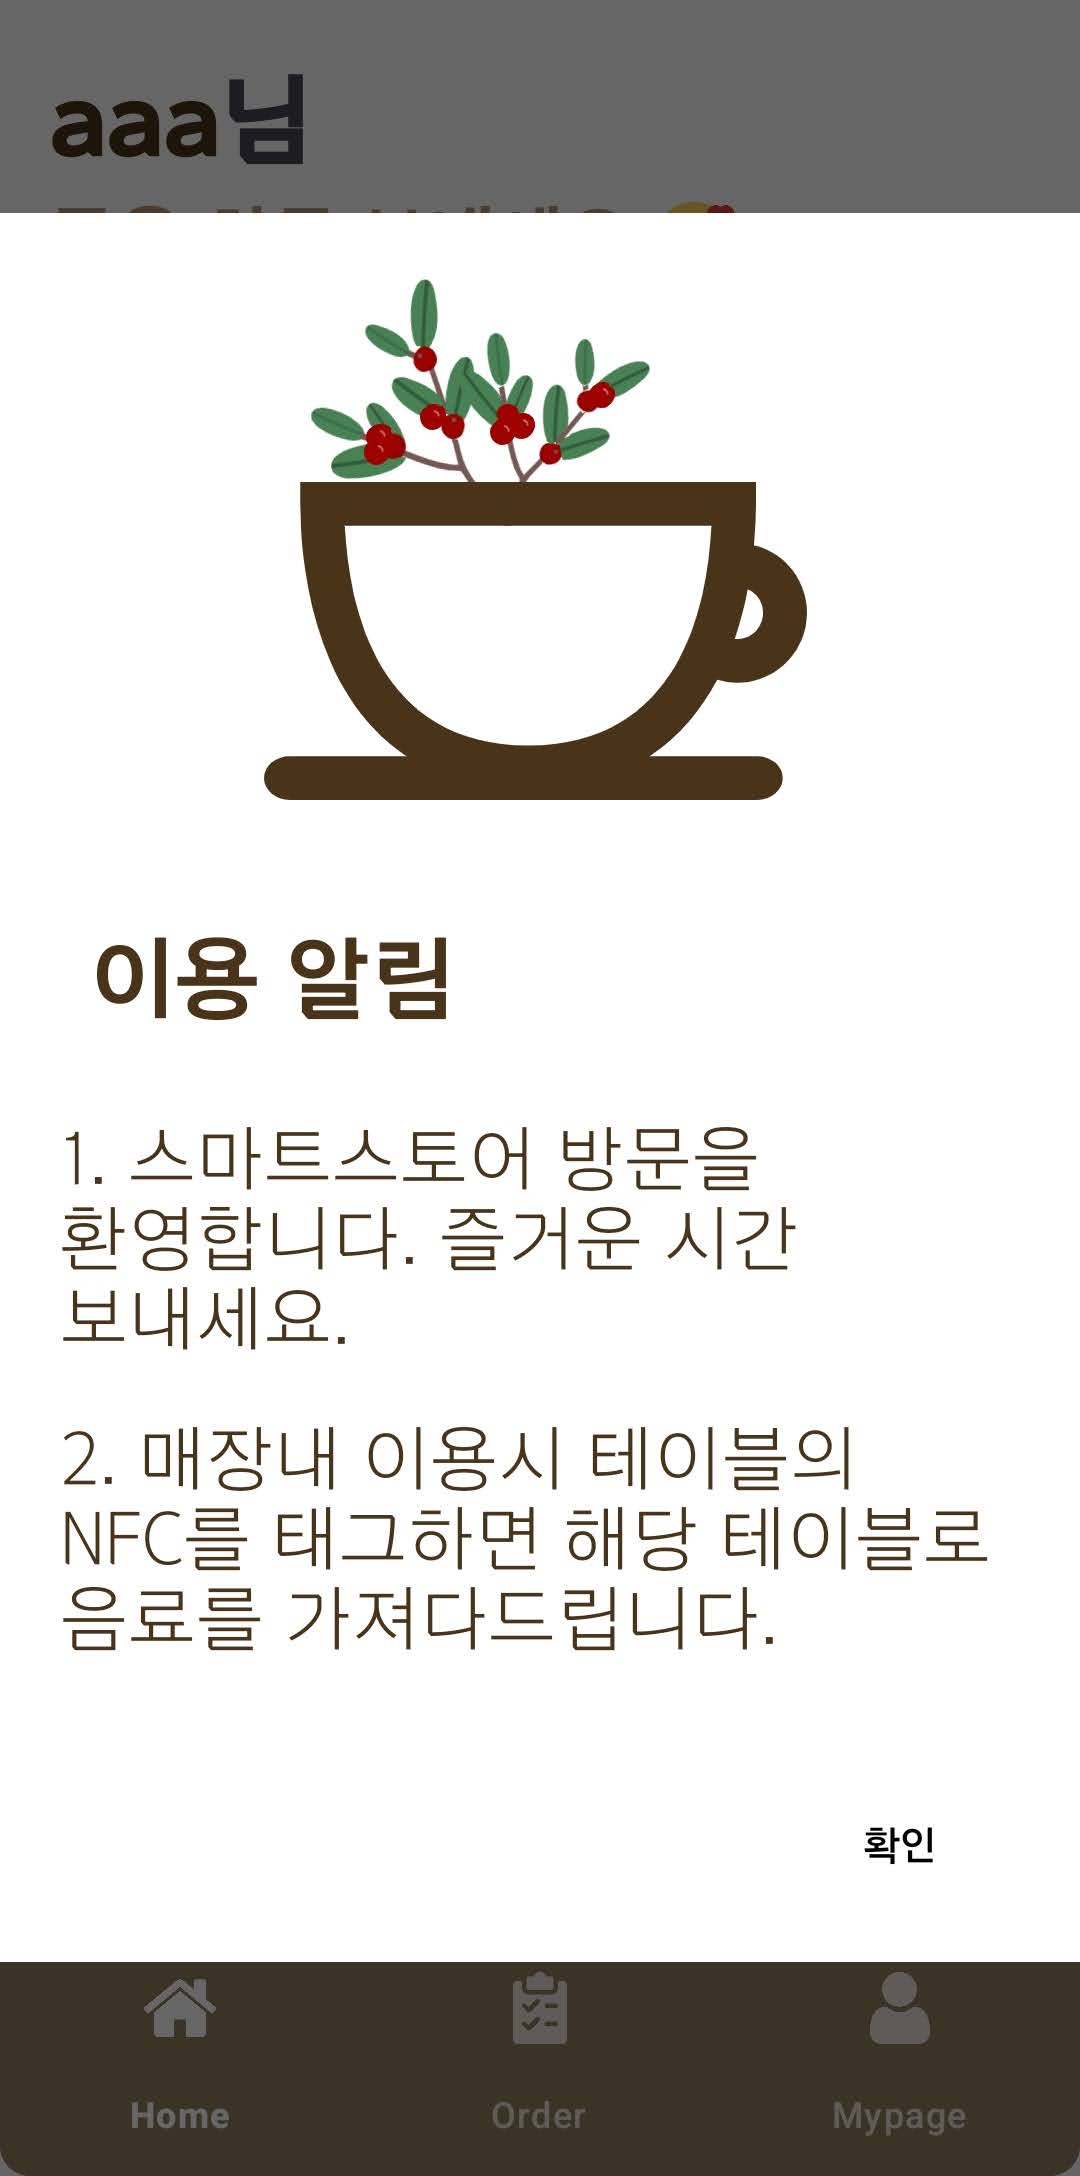 aaa님
이용 알림
1. 스마트스토어 방문을
환영합니다. 즐거운 시간
보내세요.
2. 매장내 이용시 테이블의
NFC를 태그하면 해당 테이블로
음료를 가져다드립니다.
확인
Home
Order
Mypage